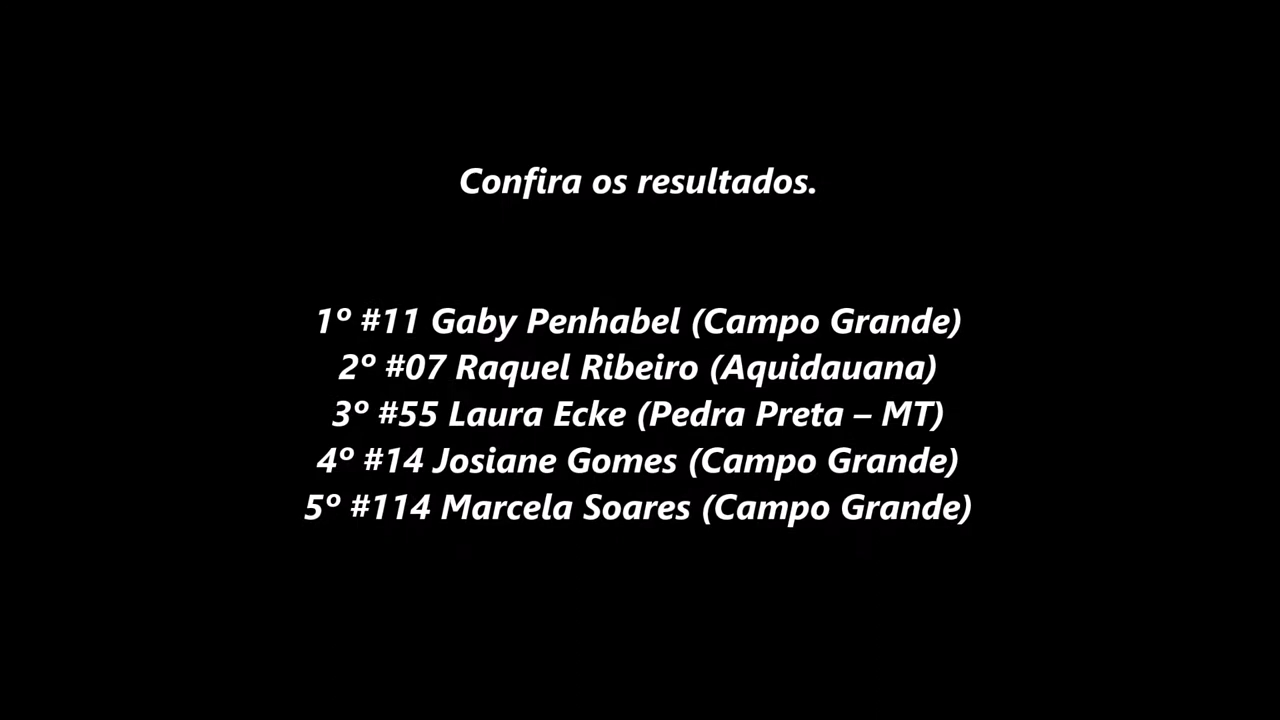 Confira os resultados.
1º #11 Gaby Penhabel (Campo Grande)
2º #07 Raquel Ribeiro (Aquidauana)
3º #55 Laura Ecke (Pedra Preta – MT)
4º #14 Josiane Gomes (Campo Grande)
5º #114 Marcela Soares (Campo Grande)